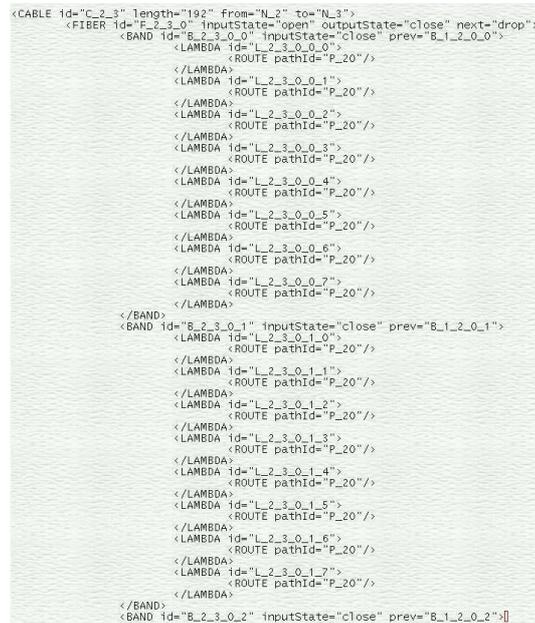 <CABLE id="C_2_3" length="192" from="N_2" to="N_3">
<FIBER id="F_2_3_0" inputState="open" outputState="close" next="drop">
<BAND id="B_2_3_0_0" inputState="close" prev="B_1_2_0_0">
<LAMBDA id="L_2_3_0_0_0">
<ROUTE pathId="P_20"/>
</LAMBDA>
<LAMBDA id="L_2_3_0_0_1">
<ROUTE pathId="P_20"/>
</LAMBDA>
<LAMBDA id="L_2_3_0_0_2">
<ROUTE pathId="P_20"/>
</LAMBDA>
<LAMBDA id="L_2_3_0_0_3">
<ROUTE pathId="P_20"/>
</LAMBDA>
<LAMBDA id="L_2_3_0_0_4">
<ROUTE pathId="P_20"/>
</LAMBDA>
<LAMBDA id="L_2_3_0_0_5">
<ROUTE pathId="P_20"/>
</LAMBDA>
<LAMBDA id="L_2_3_0_0_6">
<ROUTE pathId="P_20"/>
</LAMBDA>
<LAMBDA id="L_2_3_0_0_7">
<ROUTE pathId="P_20"/>
</LAMBDA>
</BAND>
<BAND id="B_2_3_0_1" inputState="close" prev="B_1_2_0_1">
<LAMBDA id="L_2_3_0_1_0">
<ROUTE pathId="P_20"/>
</LAMBDA>
<LAMBDA id="L_2_3_0_1_1">
<ROUTE pathId="P_20"/>
</LAMBDA>
<LAMBDA id="L_2_3_0_1_2">
<ROUTE pathId="P_20"/>
</LAMBDA>
<LAMBDA id="L_2_3_0_1_3">
<ROUTE pathId="P_20"/>
</LAMBDA>
<LAMBDA id="L_2_3_0_1_4">
<ROUTE pathId="P_20"/>
</LAMBDA>
<LAMBDA id="L_2_3_0_1_5">
<ROUTE pathId="P_20"/>
</LAMBDA>
<LAMBDA id="L_2_3_0_1_6">
<ROUTE pathId="P_20"/>
</LAMBDA>
<LAMBDA id="L_2_3_0_1_7">
<ROUTE pathId="P_20"/>
</LAMBDA>
</BAND>
<BAND id="B_2_3_0_2" inputState="close" prev="B_1_2_0_2">